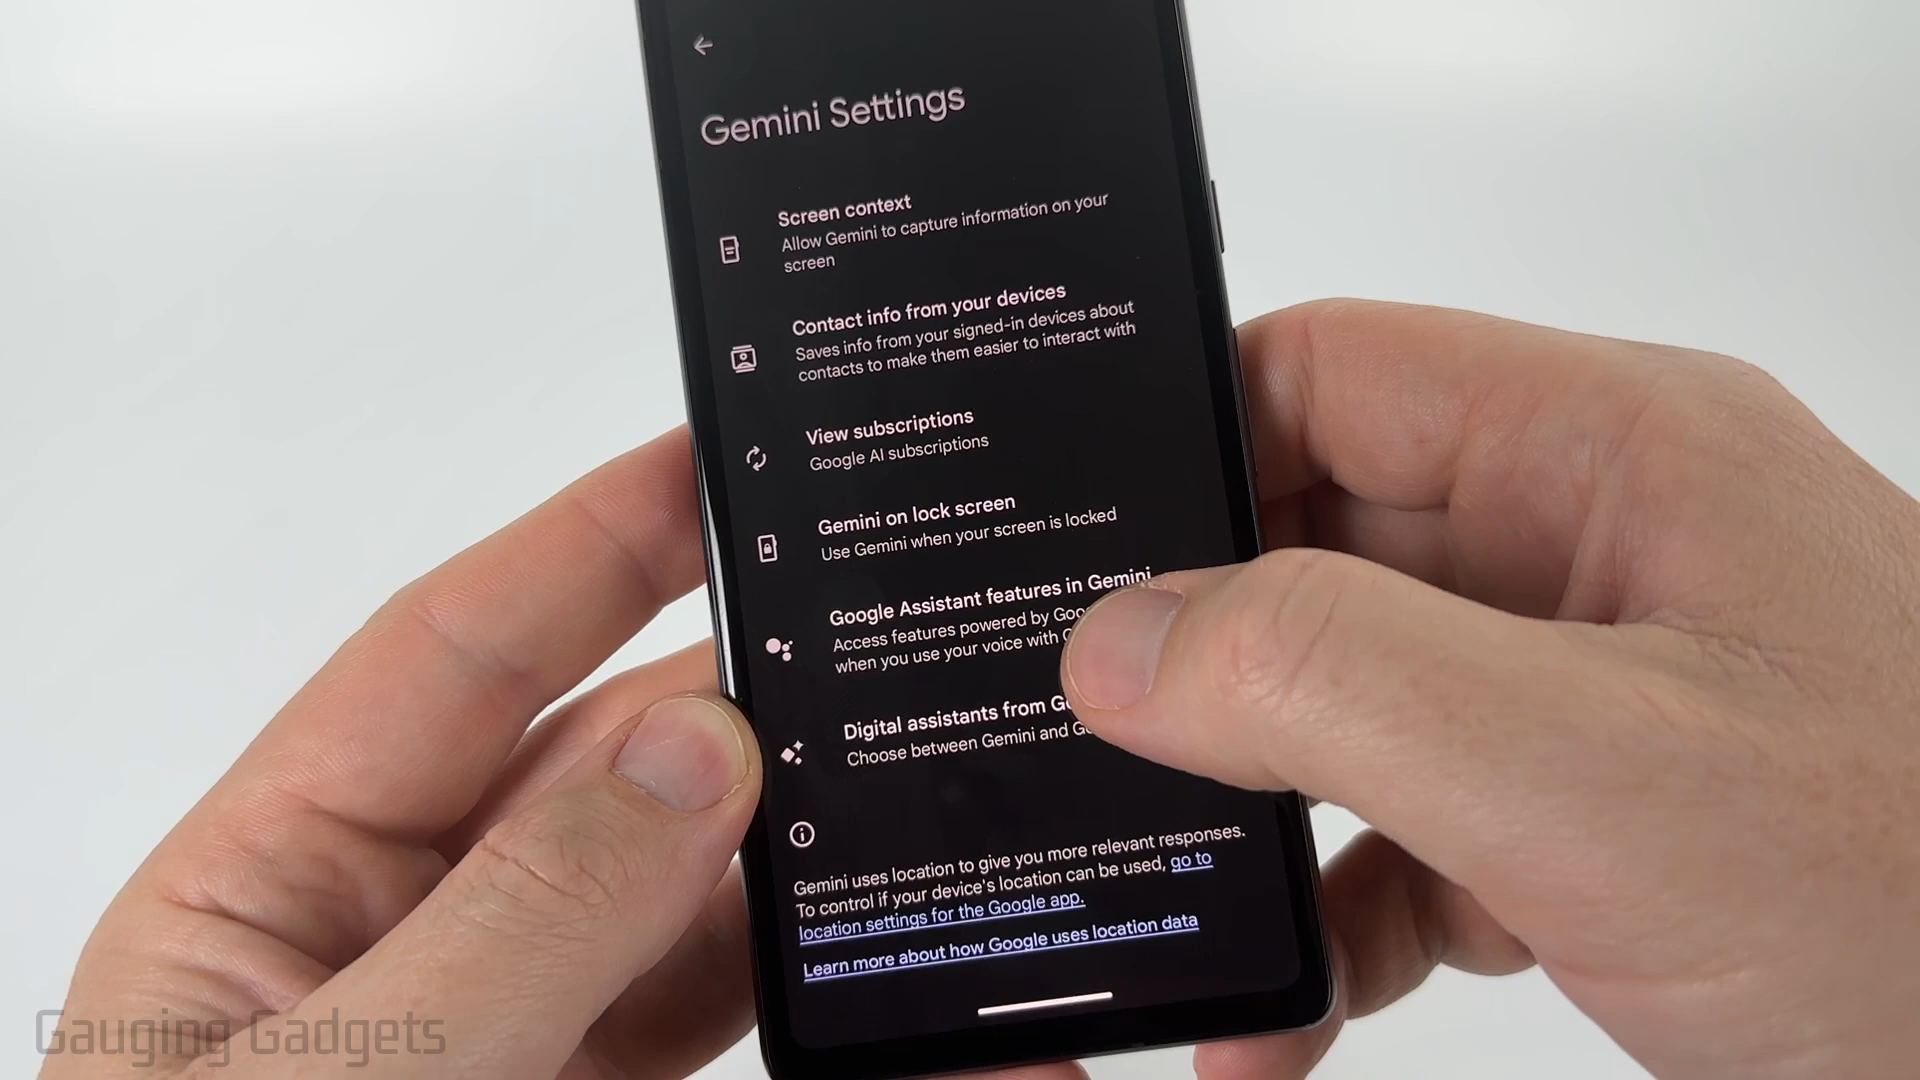 Gemini Settings
Screen context
Allow Gemini to capture information on your
screen
Contact info from your devices
Saves info from your signed-in devices about
contacts to make them easier to interact with
View subscriptions
Google AI subscriptions
Gemini on lock screen
Use Gemini when your screen is locked
Google Assistant features in Gemini
Access features powered by
when you use your voice with
Digital assistants from
Choose between Gemini and
Gemini uses location to give you more relevant responses.
To control if your device's location can be used, go to
location settings for the Google app.
Learn more about how Google uses location data
Gauging Gadgets